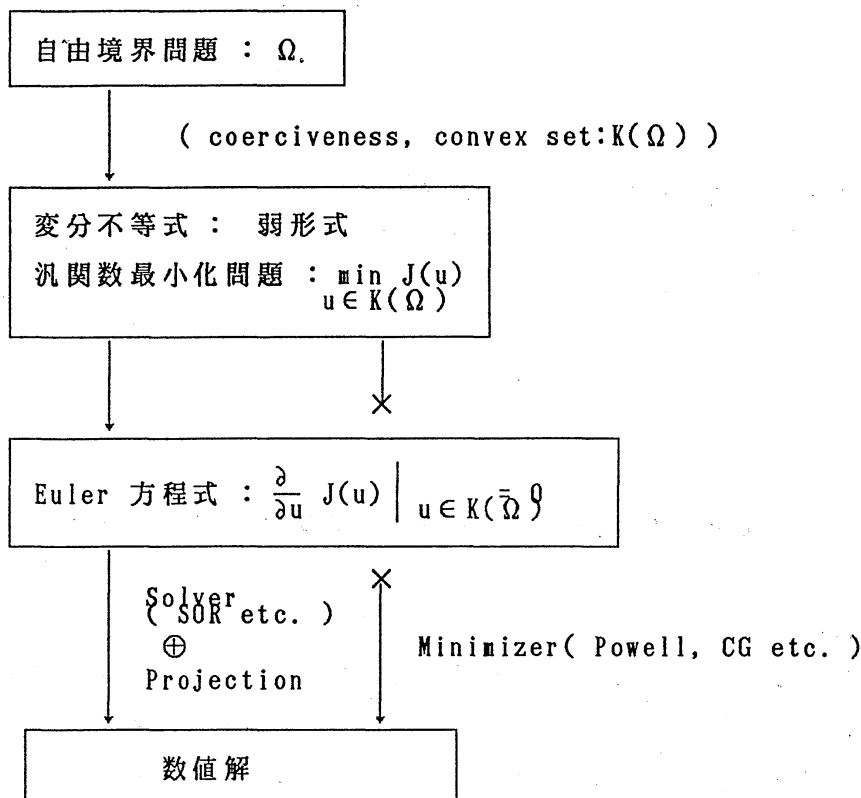 自由境界問題 : Ω.
( coerciveness, convex set:K(Ω) )
変分不等式 : 弱形式
汎関数最小化問題 : min J(u)
u∈K(Ω)
Euler 方程式 : ∂/∂u J(u) | u∈K(Ω) = 0
Solver
( SOR etc. )
⊕
Projection
Minimizer( Powell, CG etc. )
数値解